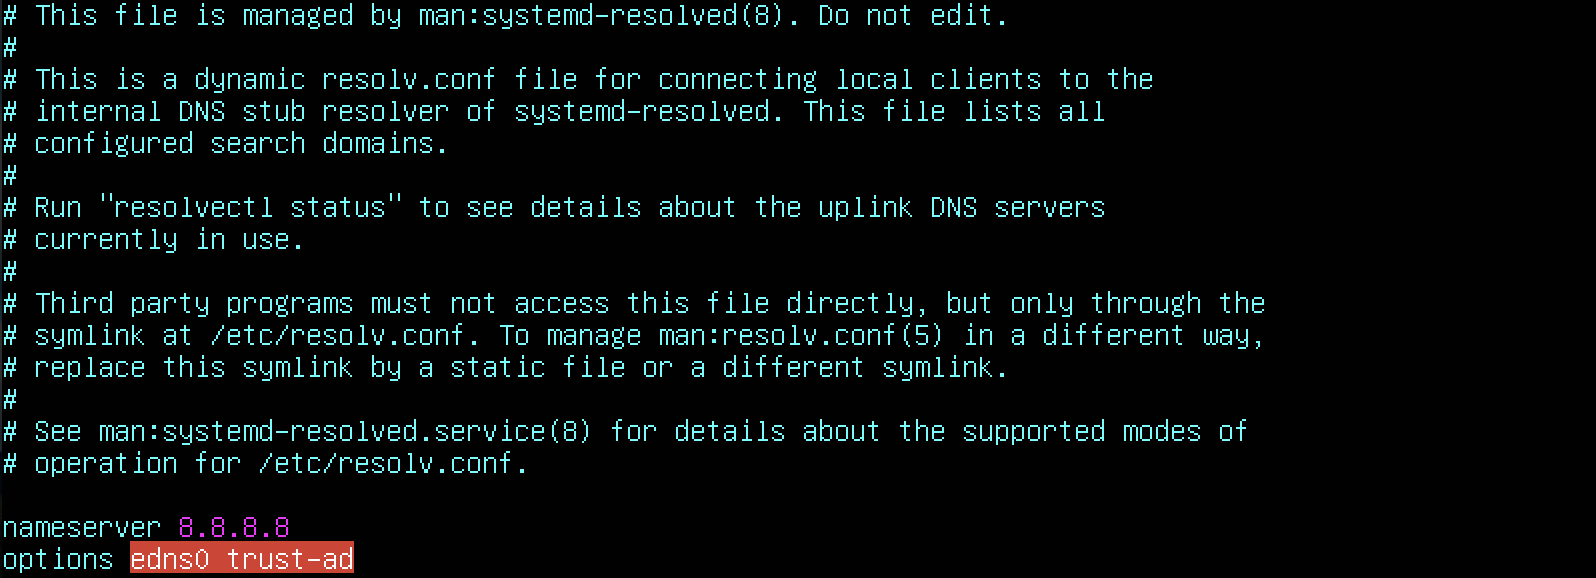 # This file is managed by man:systemd-resolved(8). Do not edit.
#
# This is a dynamic resolv.conf file for connecting local clients to the
# internal DNS stub resolver of systemd-resolved. This file lists all
# configured search domains.
#
# Run "resolvectl status" to see details about the uplink DNS servers
# currently in use.
#
# Third party programs must not access this file directly, but only through the
# symlink at /etc/resolv.conf. To manage man:resolv.conf(5) in a different way,
# replace this symlink by a static file or a different symlink.
#
# See man:systemd-resolved.service(8) for details about the supported modes of
# operation for /etc/resolv.conf.

nameserver 8.8.8.8
options edns0 trust-ad